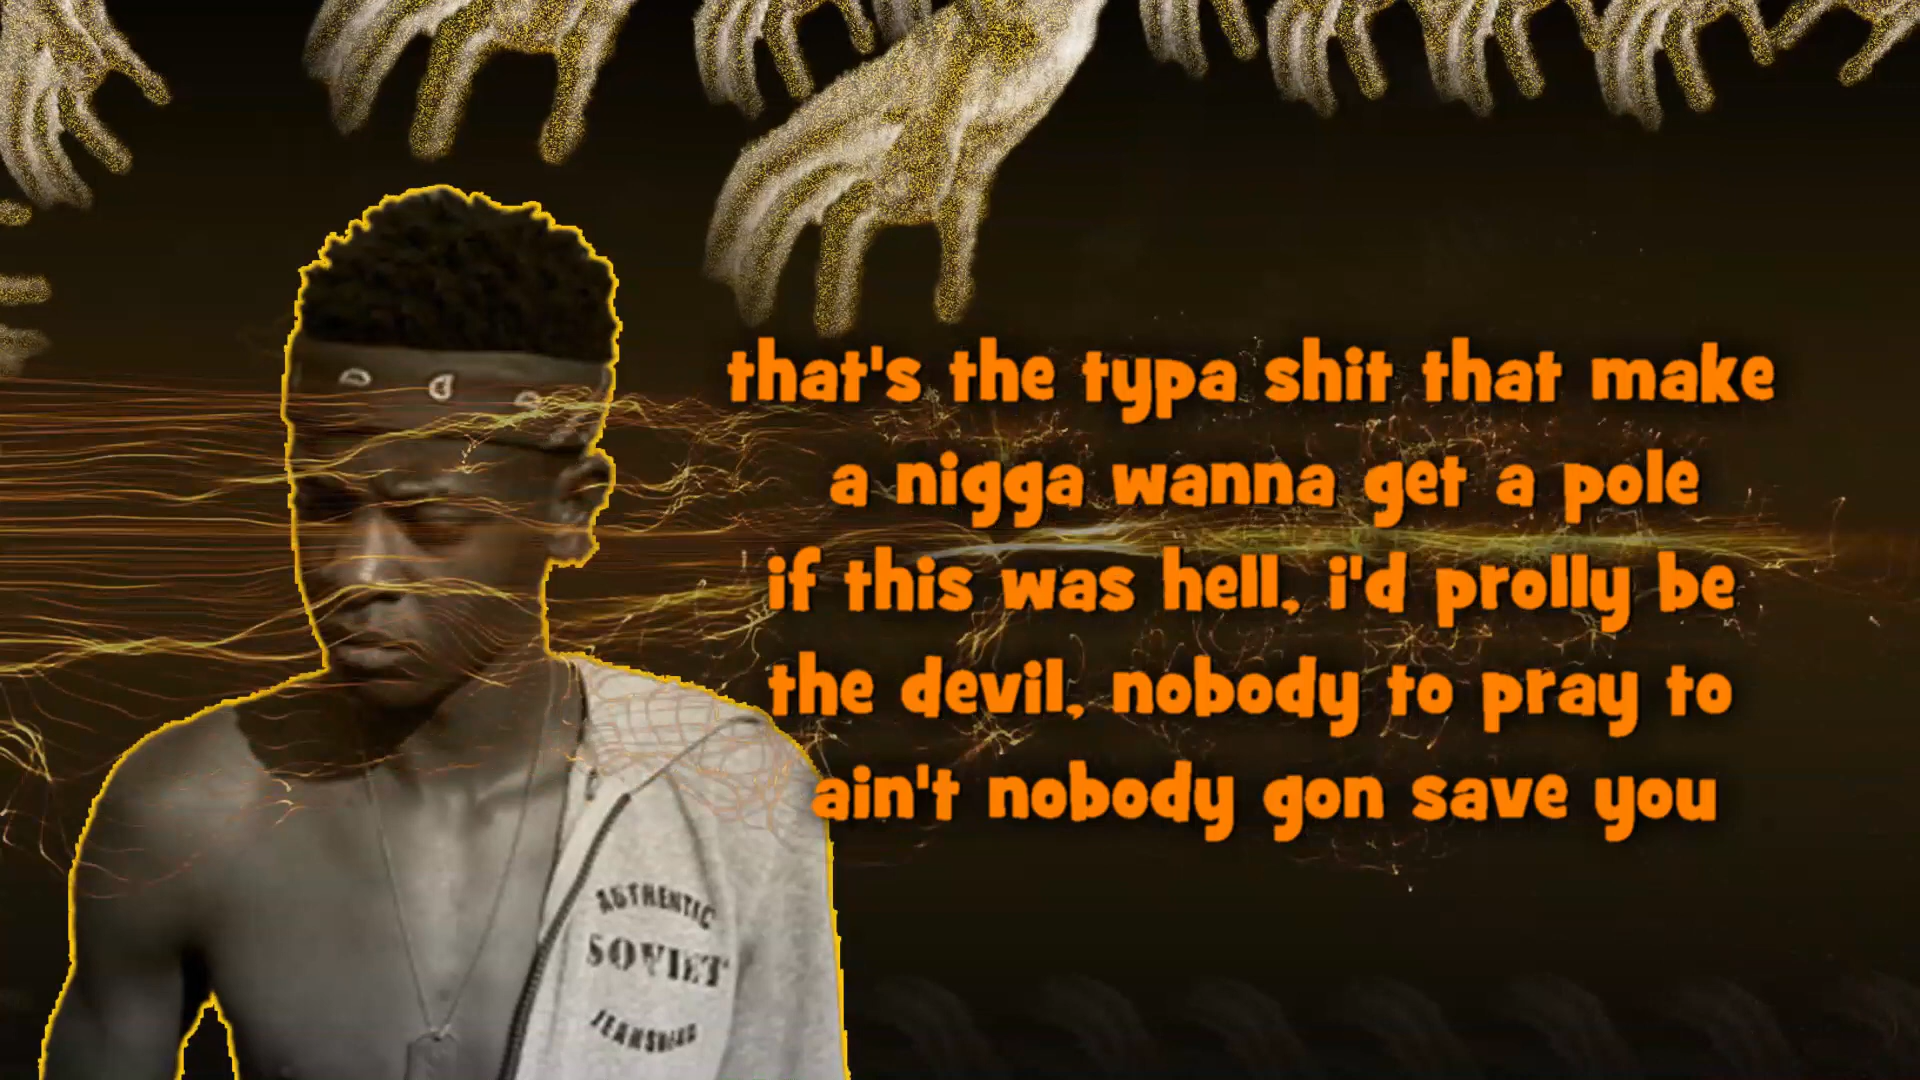 that's the typa shit that make
a nigga wanna get a pole
if this was hell, i'd prolly be
the devil, nobody to pray to
ain't nobody gon save you
AUTHENTIC
SOVIET